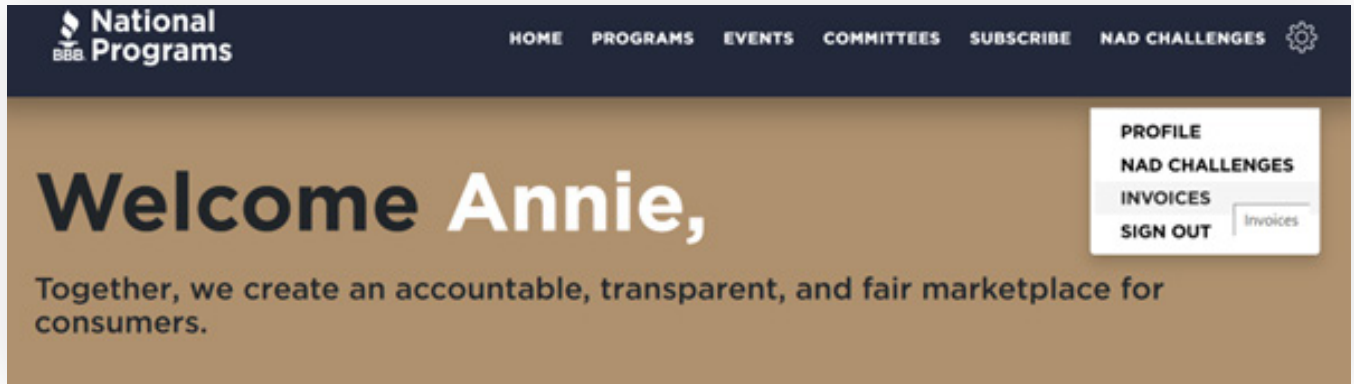 National
BBB. Programs
HOME PROGRAMS EVENTS COMMITTEES SUBSCRIBE NAD CHALLENGES
PROFILE
NAD CHALLENGES
INVOICES
Invoices
SIGN OUT
Welcome Annie,
Together, we create an accountable, transparent, and fair marketplace for
consumers.